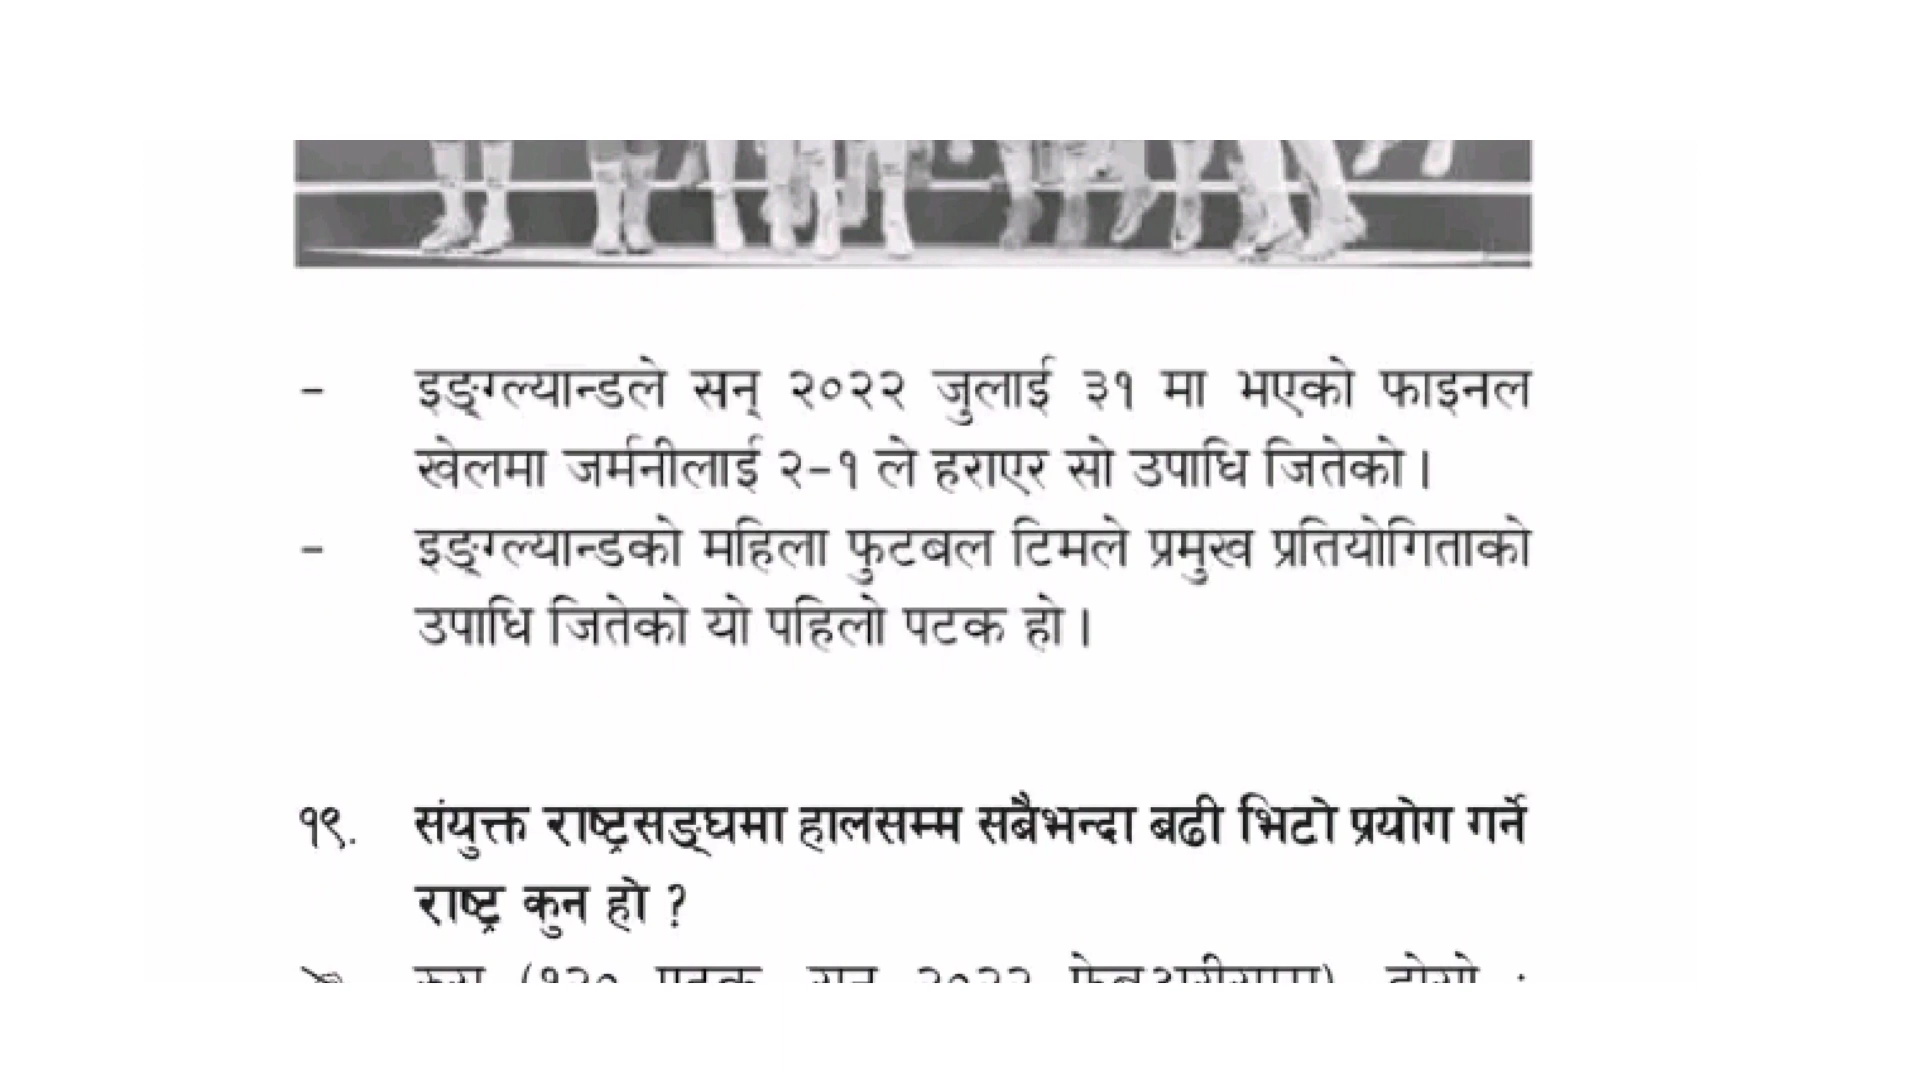 - इङ्ग्ल्यान्डले सन् २०२२ जुलाई ३१ मा भएको फाइनल
खेलमा जर्मनीलाई २-१ ले हराएर सो उपाधि जितेको।
- इङ्ग्ल्यान्डको महिला फुटबल टिमले प्रमुख प्रतियोगिताको
उपाधि जितेको यो पहिलो पटक हो।
१९. संयुक्त राष्ट्रसङ्घमा हालसम्म सबैभन्दा बढी भिटो प्रयोग गर्ने
राष्ट्र कुन हो ?